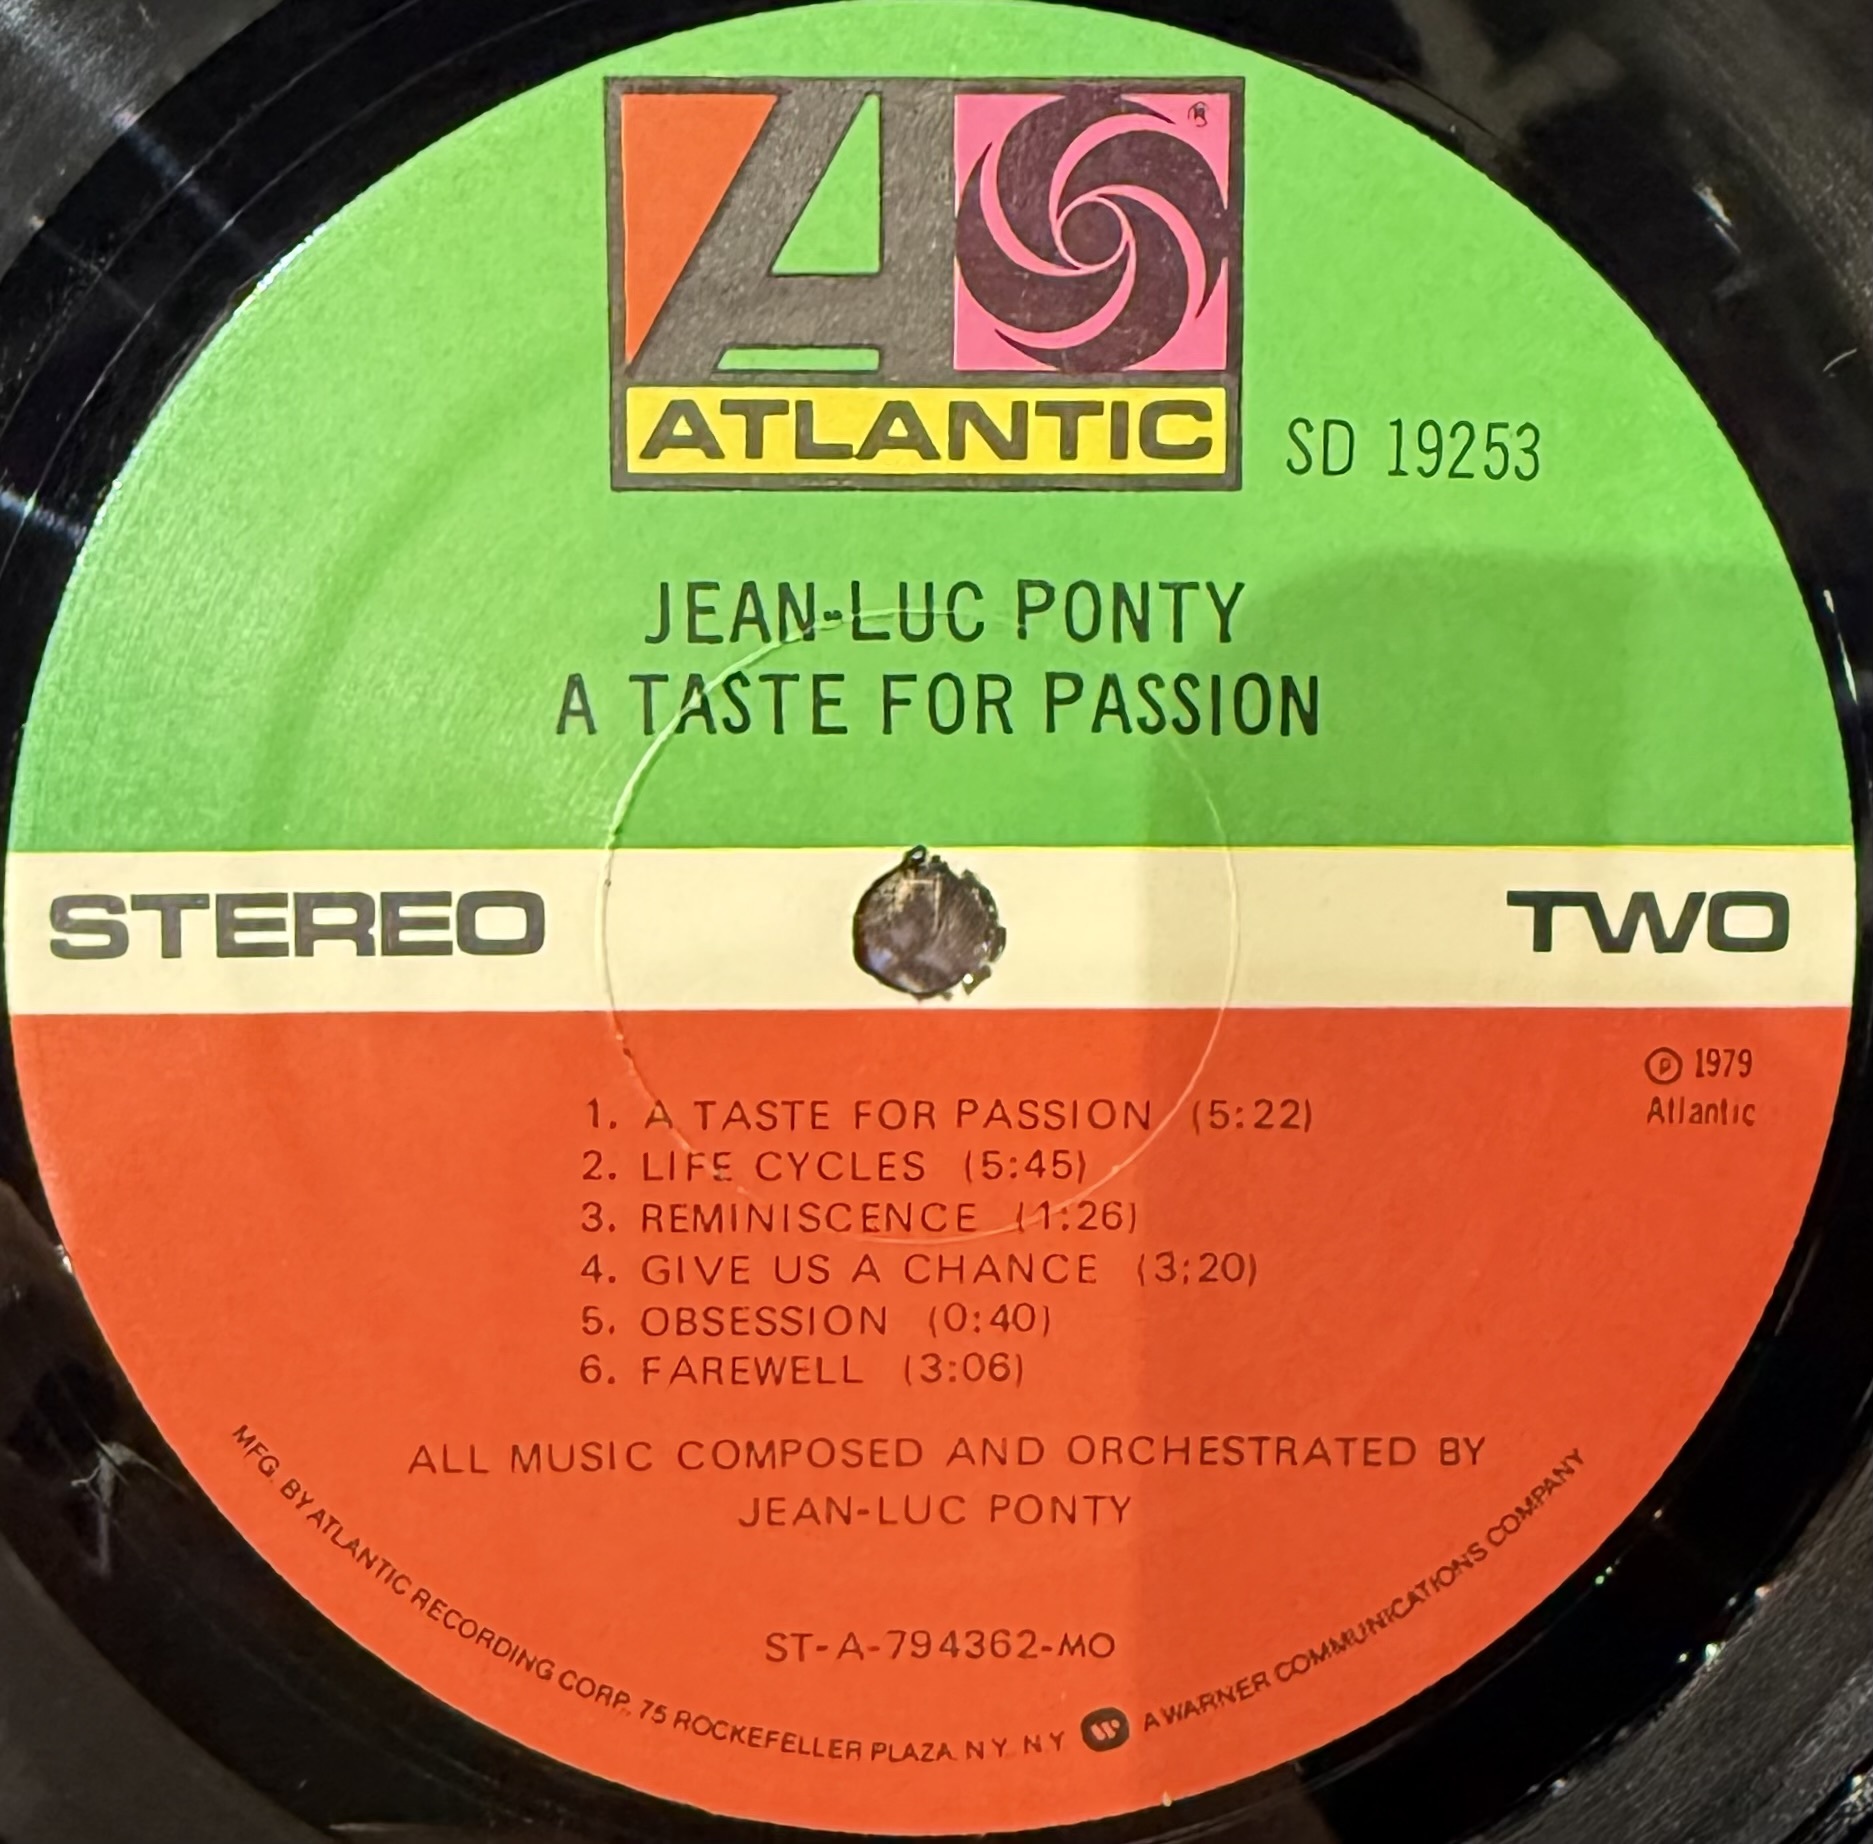 ATLANTIC
SD 19253
JEAN-LUC PONTY
A TASTE FOR PASSION
STEREO
TWO
℗ 1979
Atlantic
1. A TASTE FOR PASSION (5:22)
2. LIFE CYCLES (5:45)
3. REMINISCENCE (1:26)
4. GIVE US A CHANCE (3:20)
5. OBSESSION (0:40)
6. FAREWELL (3:06)
ALL MUSIC COMPOSED AND ORCHESTRATED BY
JEAN-LUC PONTY
ST-A-794362-MO
MFG. BY ATLANTIC RECORDING CORP., 75 ROCKEFELLER PLAZA N Y N Y A WARNER COMMUNICATIONS COMPANY